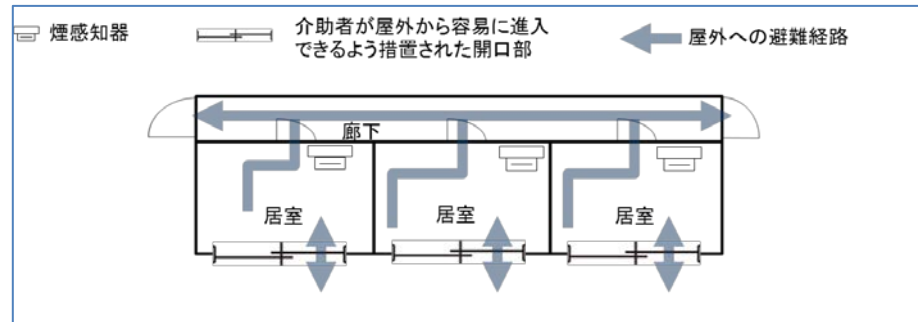 煙感知器
介助者が屋外から容易に進入
できるよう措置された開口部
屋外への避難経路
廊下
居室
居室
居室